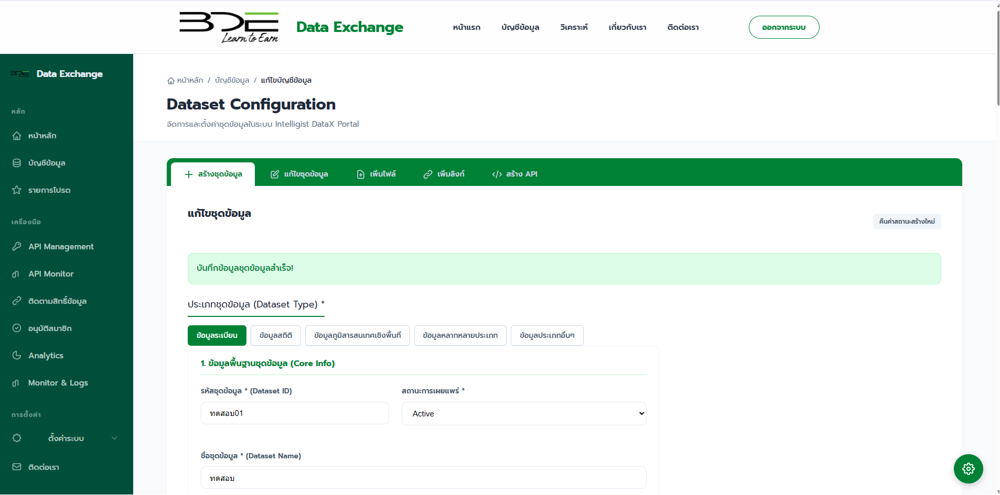 BDE
Learn to Earn
Data Exchange
หน้าแรก
บัญชีข้อมูล
วิเคราะห์
เกี่ยวกับเรา
ติดต่อเรา
ออกจากระบบ
BDE
Data Exchange
หลัก
หน้าหลัก
บัญชีข้อมูล
รายการโปรด
เครื่องมือ
API Management
API Monitor
ติดตามสิทธิ์ข้อมูล
อนุมัติสมาชิก
Analytics
Monitor & Logs
การตั้งค่า
ตั้งค่าระบบ
ติดต่อเรา
หน้าหลัก / บัญชีข้อมูล / แก้ไขบัญชีข้อมูล
Dataset Configuration
จัดการและตั้งค่าชุดข้อมูลในระบบ Intelligist DataX Portal
สร้างชุดข้อมูล
แก้ไขชุดข้อมูล
เพิ่มไฟล์
เพิ่มลิงก์
สร้าง API
แก้ไขชุดข้อมูล
คืนค่าสถานะสร้างใหม่
บันทึกข้อมูลชุดข้อมูลสำเร็จ!
ประเภทชุดข้อมูล (Dataset Type) *
ข้อมูลระเบียน
ข้อมูลสถิติ
ข้อมูลภูมิสารสนเทศเชิงพื้นที่
ข้อมูลหลากหลายประเภท
ข้อมูลประเภทอื่นๆ
1. ข้อมูลพื้นฐานชุดข้อมูล (Core Info)
รหัสชุดข้อมูล * (Dataset ID)
สถานะการเผยแพร่ *
ทดสอบ01
Active
ชื่อชุดข้อมูล * (Dataset Name)
ทดสอบ